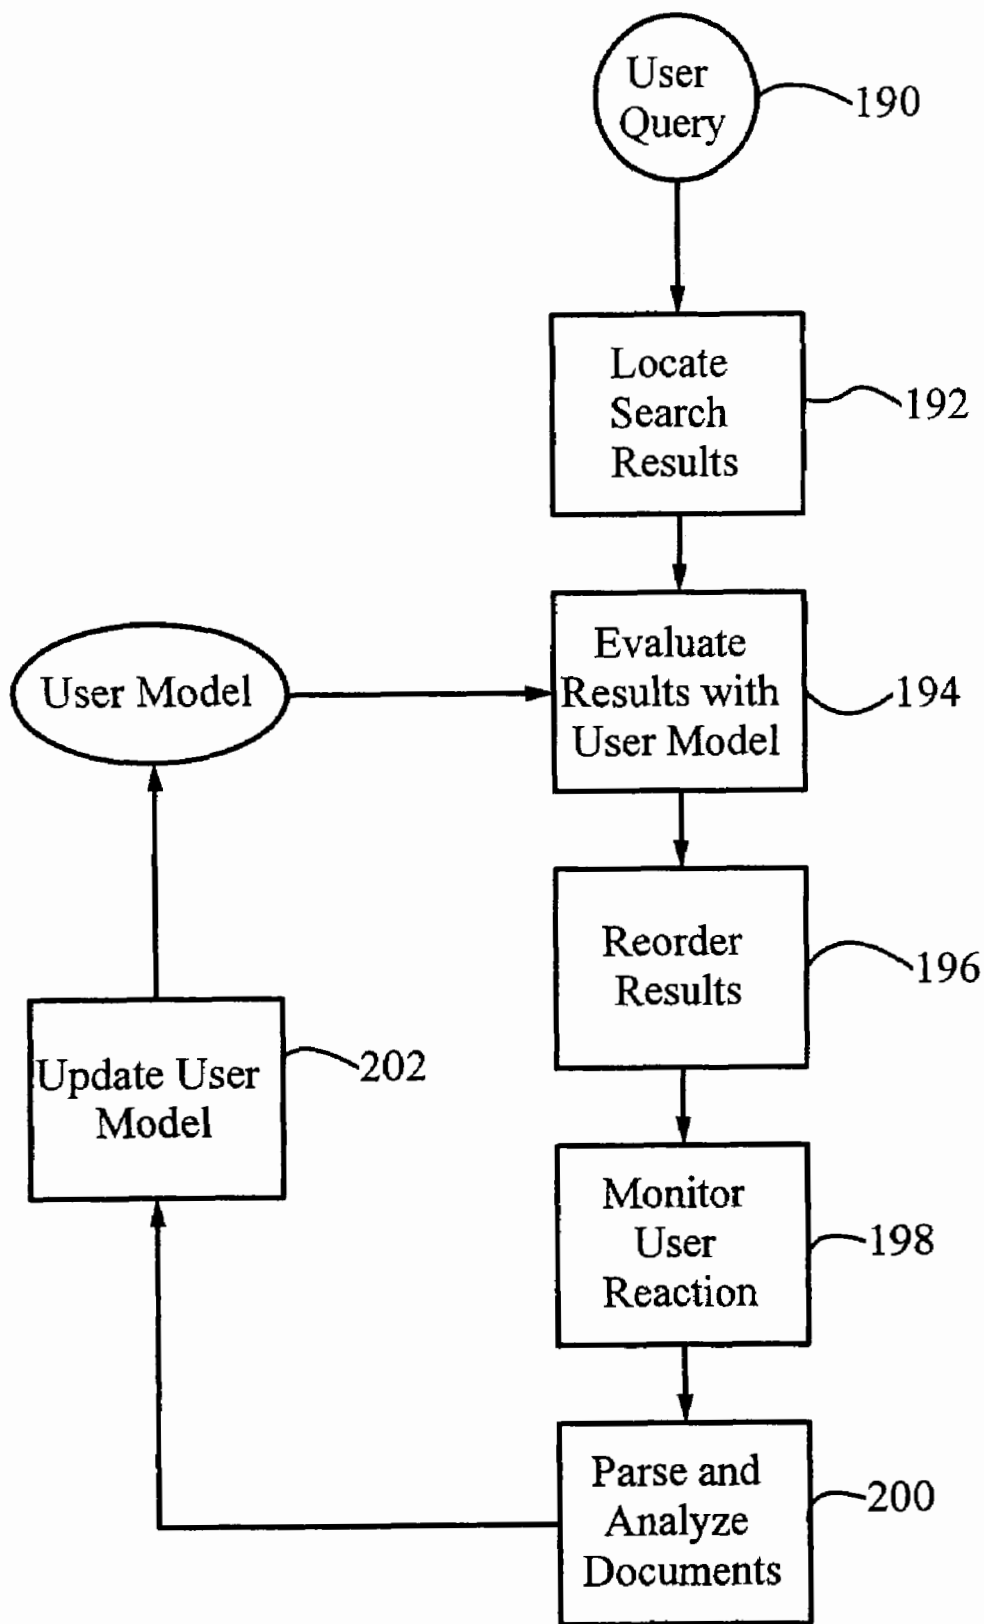 User
Query
190
Locate
Search
Results
192
Evaluate
Results with
User Model
194
User Model
Reorder
Results
196
Update User
Model
202
Monitor
User
Reaction
198
Parse and
Analyze
Documents
200